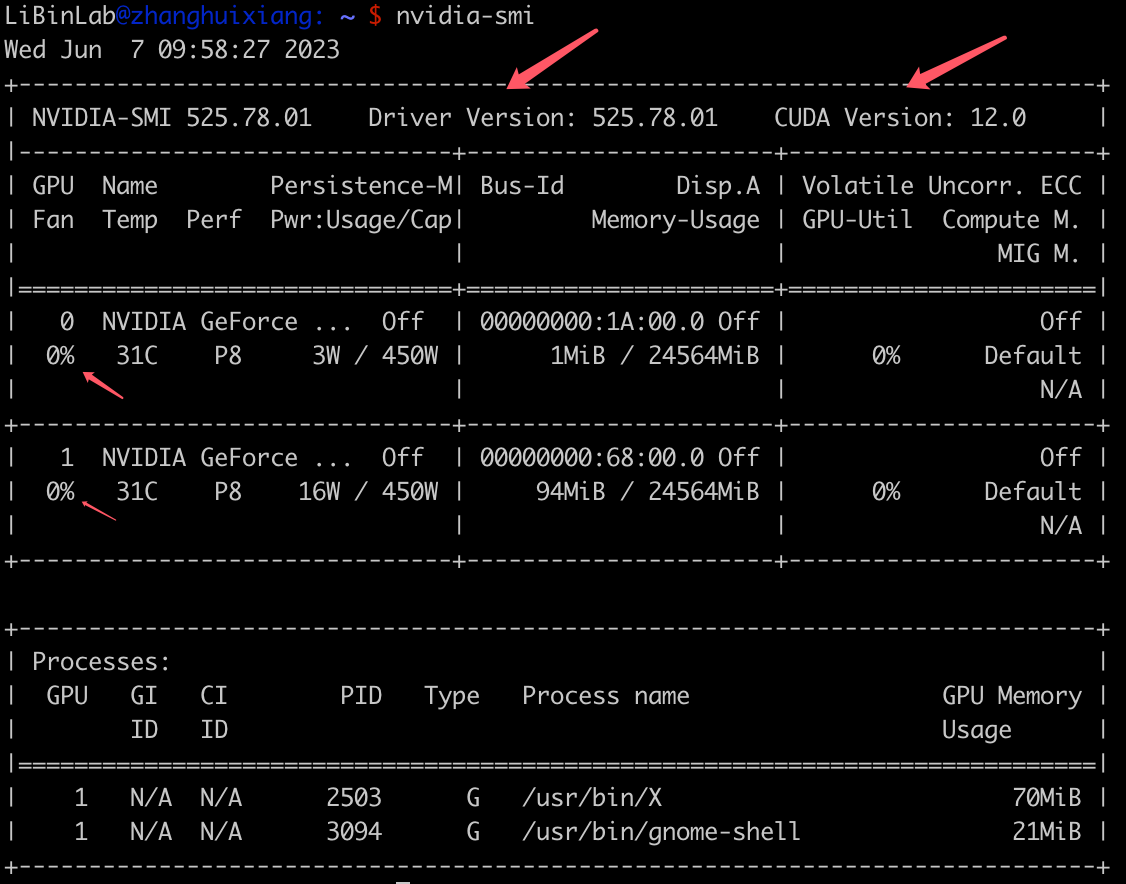 LiBinLab@zhanghuixiang: ~ $ nvidia-smi
Wed Jun  7 09:58:27 2023
+-----------------------------------------------------------------------------+
| NVIDIA-SMI 525.78.01    Driver Version: 525.78.01    CUDA Version: 12.0     |
|-------------------------------+----------------------+----------------------+
| GPU  Name        Persistence-M| Bus-Id        Disp.A | Volatile Uncorr. ECC |
| Fan  Temp  Perf  Pwr:Usage/Cap|         Memory-Usage | GPU-Util  Compute M. |
|                               |                      |               MIG M. |
|===============================+======================+======================|
|   0  NVIDIA GeForce ...  Off  | 00000000:1A:00.0 Off |                  Off |
|  0%   31C    P8     3W / 450W |      1MiB / 24564MiB |      0%      Default |
|                               |                      |                  N/A |
+-------------------------------+----------------------+----------------------+
|   1  NVIDIA GeForce ...  Off  | 00000000:68:00.0 Off |                  Off |
|  0%   31C    P8    16W / 450W |     94MiB / 24564MiB |      0%      Default |
|                               |                      |                  N/A |
+-------------------------------+----------------------+----------------------+

+-----------------------------------------------------------------------------+
| Processes:                                                                  |
|  GPU   GI   CI        PID   Type   Process name                  GPU Memory |
|        ID   ID                                                   Usage      |
|=============================================================================|
|    1   N/A  N/A      2503      G   /usr/bin/X                         70MiB |
|    1   N/A  N/A      3094      G   /usr/bin/gnome-shell               21MiB |
+-----------------------------------------------------------------------------+